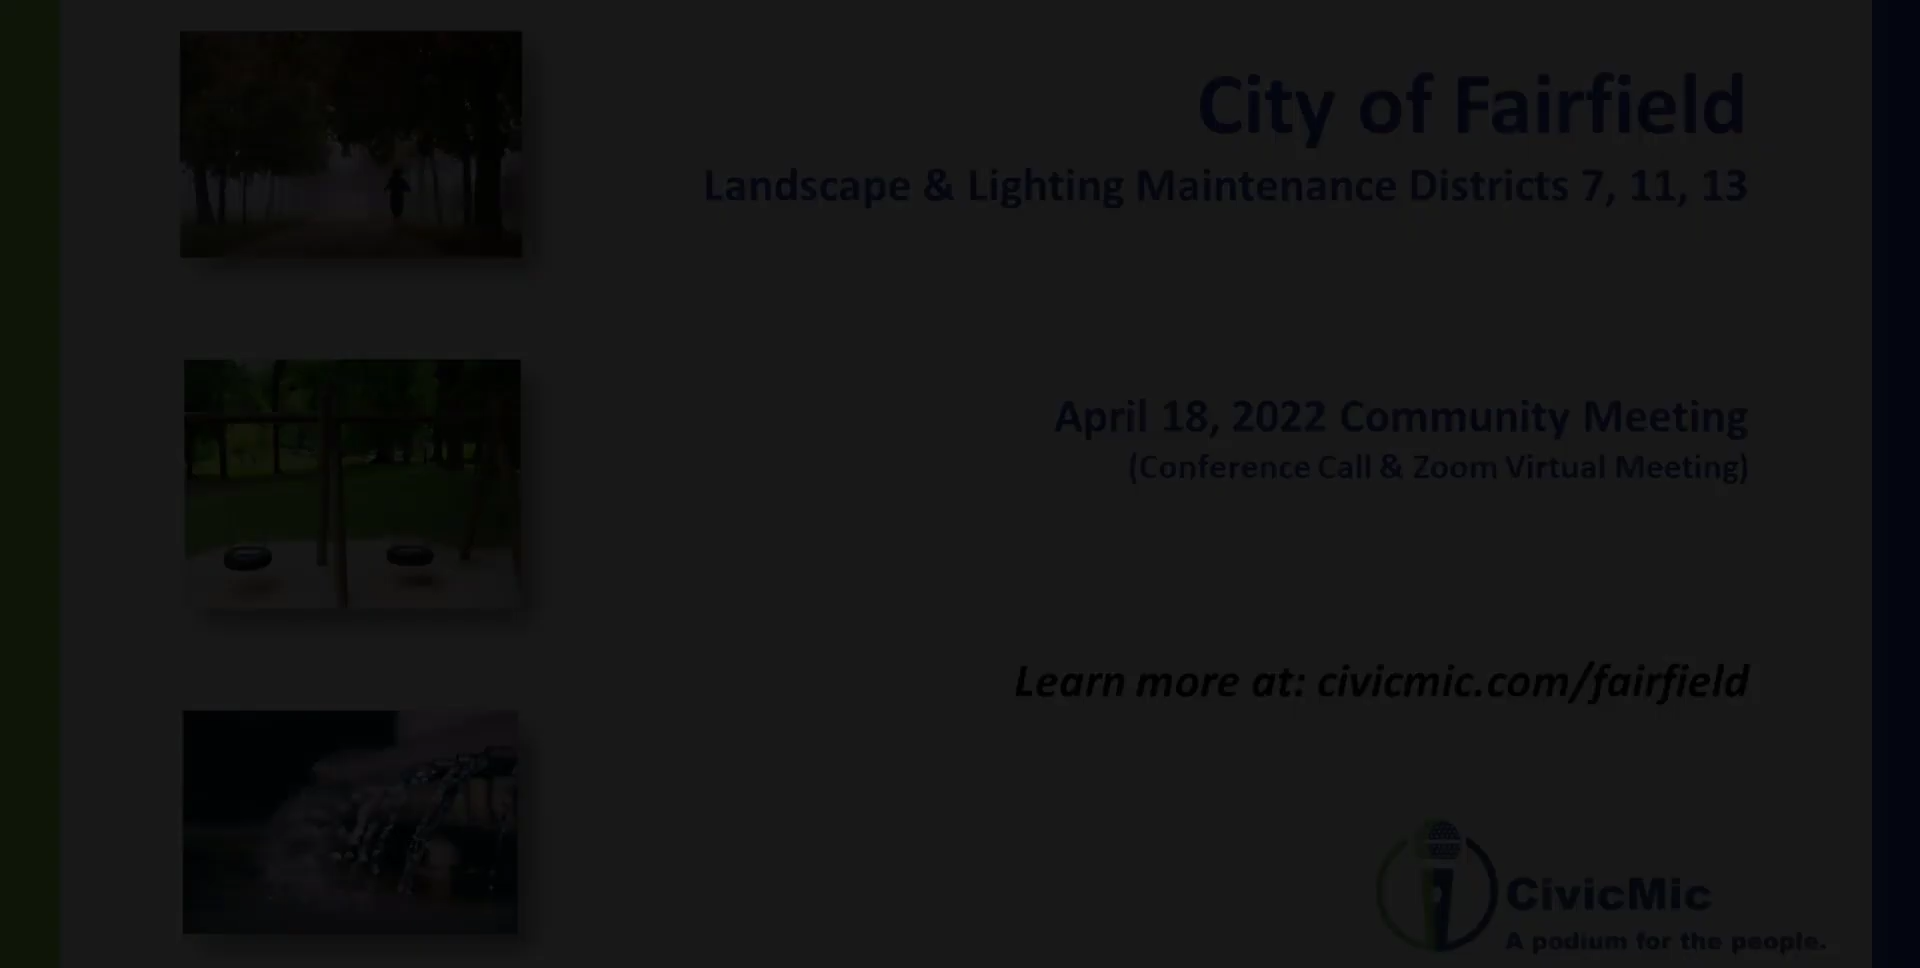 City of Fairfield
Landscape & Lighting Maintenance Districts 7, 11, 13
April 18, 2022 Community Meeting
(Conference Call & Zoom Virtual Meeting)
Learn more at: civicmic.com/fairfield
CivicMic
A podium for the people.